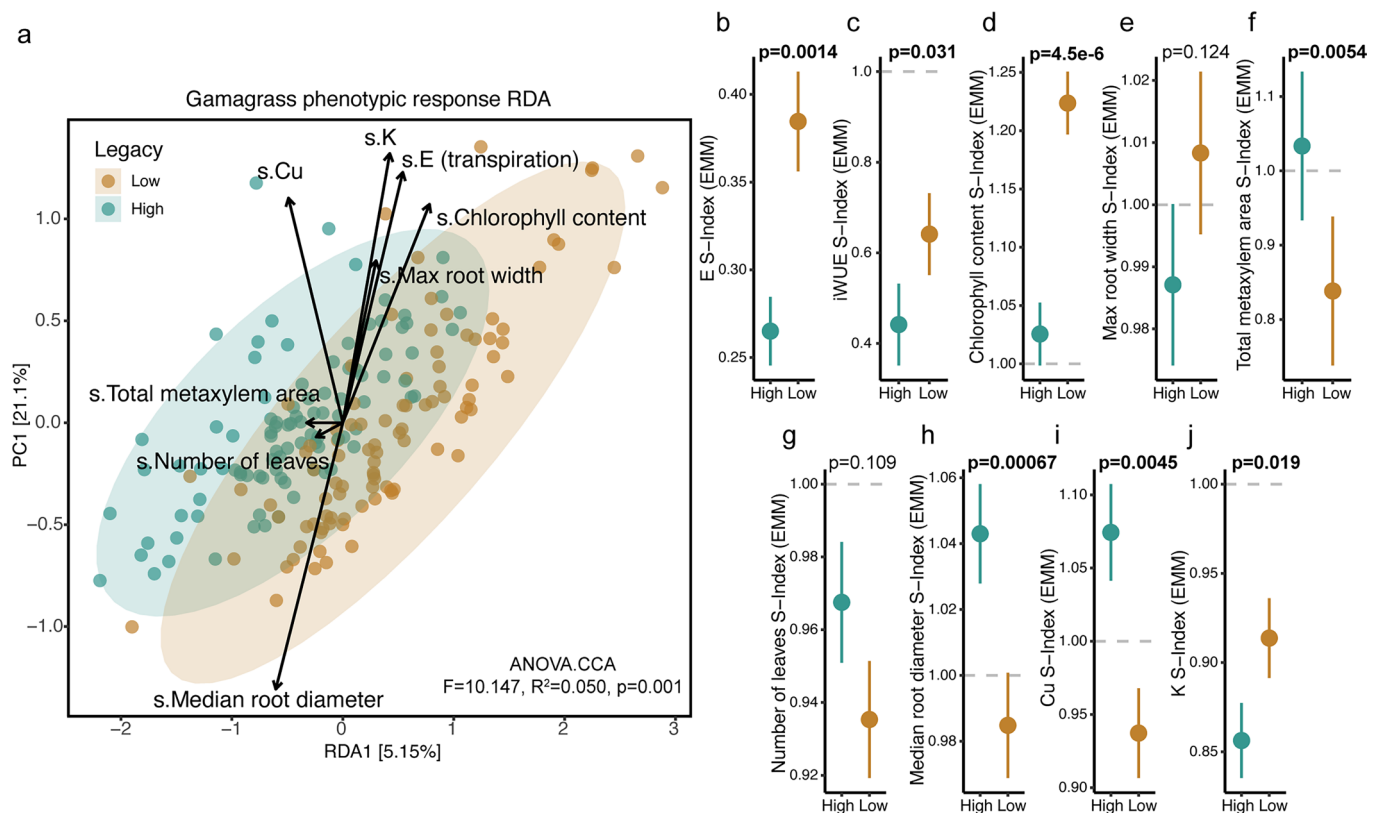 a
Gamagrass phenotypic response RDA
Legacy
Low
High
s.Cu
s.K
s.E (transpiration)
s.Chlorophyll content
s.Max root width
s.Total metaxylem area
s.Number of leaves
s.Median root diameter
ANOVA.CCA
F=10.147, R²=0.050, p=0.001
PC1 [21.1%]
1.0
0.5
0.0
−0.5
−1.0
−2
−1
0
1
2
3
RDA1 [5.15%]
b
p=0.0014
E S−Index (EMM)
0.40
0.35
0.30
0.25
High Low
c
p=0.031
iWUE S−Index (EMM)
1.0
0.8
0.6
0.4
High Low
d
p=4.5e-6
Chlorophyll content S−Index (EMM)
1.25
1.20
1.15
1.10
1.05
1.00
High Low
e
p=0.124
Max root width S−Index (EMM)
1.02
1.01
1.00
0.99
0.98
High Low
f
p=0.0054
Total metaxylem area S−Index (EMM)
1.1
1.0
0.9
0.8
High Low
g
p=0.109
Number of leaves S−Index (EMM)
1.00
0.98
0.96
0.94
0.92
High Low
h
p=0.00067
Median root diameter S−Index (EMM)
1.06
1.04
1.02
1.00
0.98
High Low
i
p=0.0045
Cu S−Index (EMM)
1.10
1.05
1.00
0.95
0.90
High Low
j
p=0.019
K S−Index (EMM)
1.00
0.95
0.90
0.85
High Low